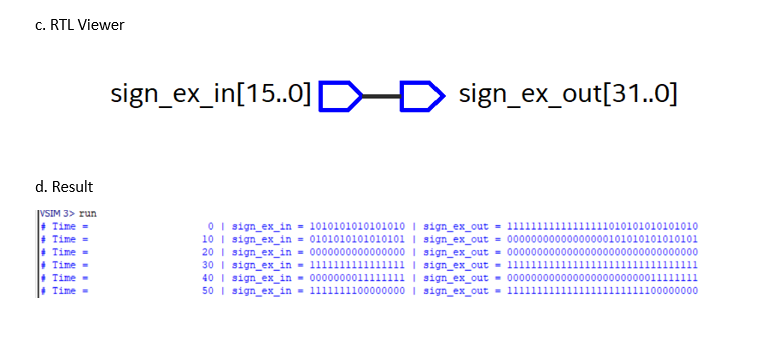 c. RTL Viewer
sign_ex_in[15..0] sign_ex_out[31..0]
d. Result
VSIM 3> run
# Time = 0 | sign_ex_in = 1010101010101010 | sign_ex_out = 11111111111111111010101010101010
# Time = 10 | sign_ex_in = 0101010101010101 | sign_ex_out = 00000000000000000101010101010101
# Time = 20 | sign_ex_in = 0000000000000000 | sign_ex_out = 00000000000000000000000000000000
# Time = 30 | sign_ex_in = 1111111111111111 | sign_ex_out = 11111111111111111111111111111111
# Time = 40 | sign_ex_in = 0000000011111111 | sign_ex_out = 00000000000000000000000011111111
# Time = 50 | sign_ex_in = 1111111100000000 | sign_ex_out = 11111111111111111111111100000000